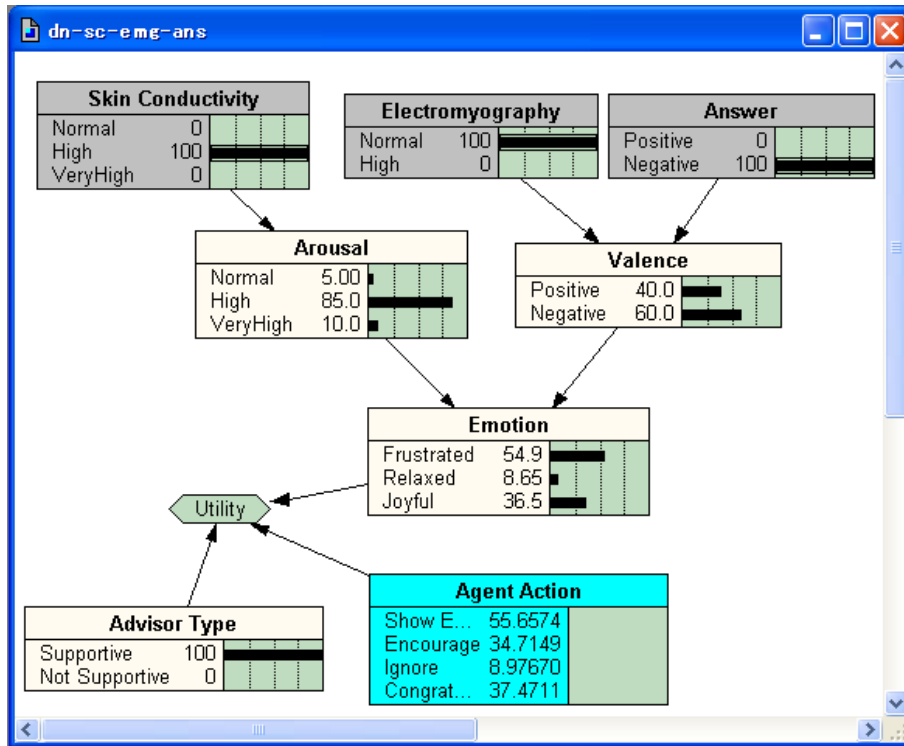 dn-sc-emg-ans
Skin Conductivity
Normal 0
High 100
VeryHigh 0
Electromyography
Normal 100
High 0
Answer
Positive 0
Negative 100
Arousal
Normal 5.00
High 85.0
VeryHigh 10.0
Valence
Positive 40.0
Negative 60.0
Emotion
Frustrated 54.9
Relaxed 8.65
Joyful 36.5
Utility
Advisor Type
Supportive 100
Not Supportive 0
Agent Action
Show E... 55.6574
Encourage 34.7149
Ignore 8.97670
Congrat... 37.4711